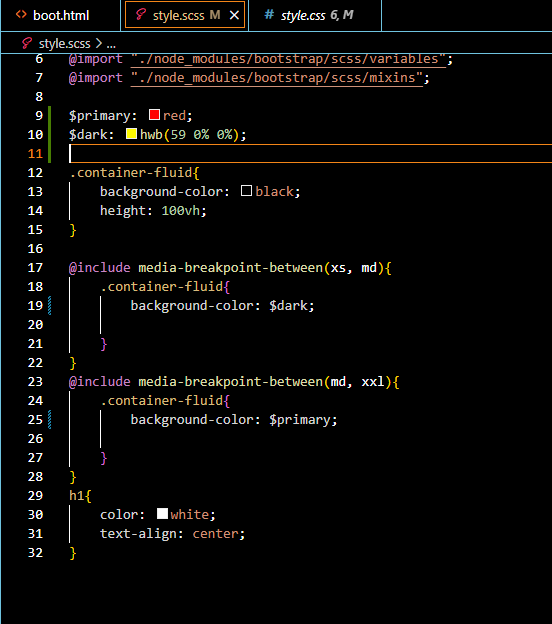 boot.html
style.scss M
style.css 6, M
style.scss > ...
6 @import "./node_modules/bootstrap/scss/variables";
7 @import "./node_modules/bootstrap/scss/mixins";
8
9 $primary: red;
10 $dark: hwb(59 0% 0%);
11
12 .container-fluid{
13 background-color: black;
14 height: 100vh;
15 }
16
17 @include media-breakpoint-between(xs, md){
18 .container-fluid{
19 background-color: $dark;
20
21 }
22 }
23 @include media-breakpoint-between(md, xxl){
24 .container-fluid{
25 background-color: $primary;
26
27 }
28 }
29 h1{
30 color: white;
31 text-align: center;
32 }